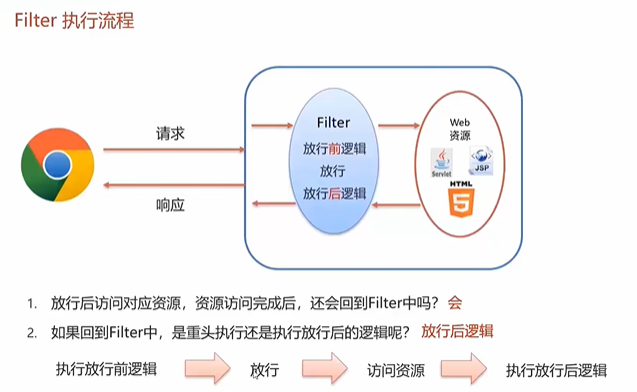 Filter 执行流程
请求
响应
Filter
放行前逻辑
放行
放行后逻辑
Web
资源
Servlet
JSP
HTML
5
1. 放行后访问对应资源，资源访问完成后，还会回到Filter中吗？ 会
2. 如果回到Filter中，是重头执行还是执行放行后的逻辑呢？ 放行后逻辑
执行放行前逻辑 放行 访问资源 执行放行后逻辑